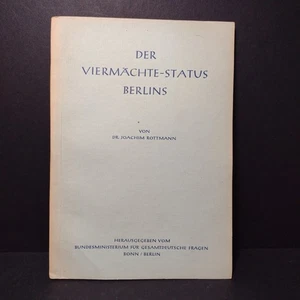 DER
VIERMÄCHTE-STATUS
BERLINS
VON
DR. JOACHIM ROTTMANN
HERAUSGEGEBEN VOM
BUNDESMINISTERIUM FÜR GESAMTDEUTSCHE FRAGEN
BONN / BERLIN